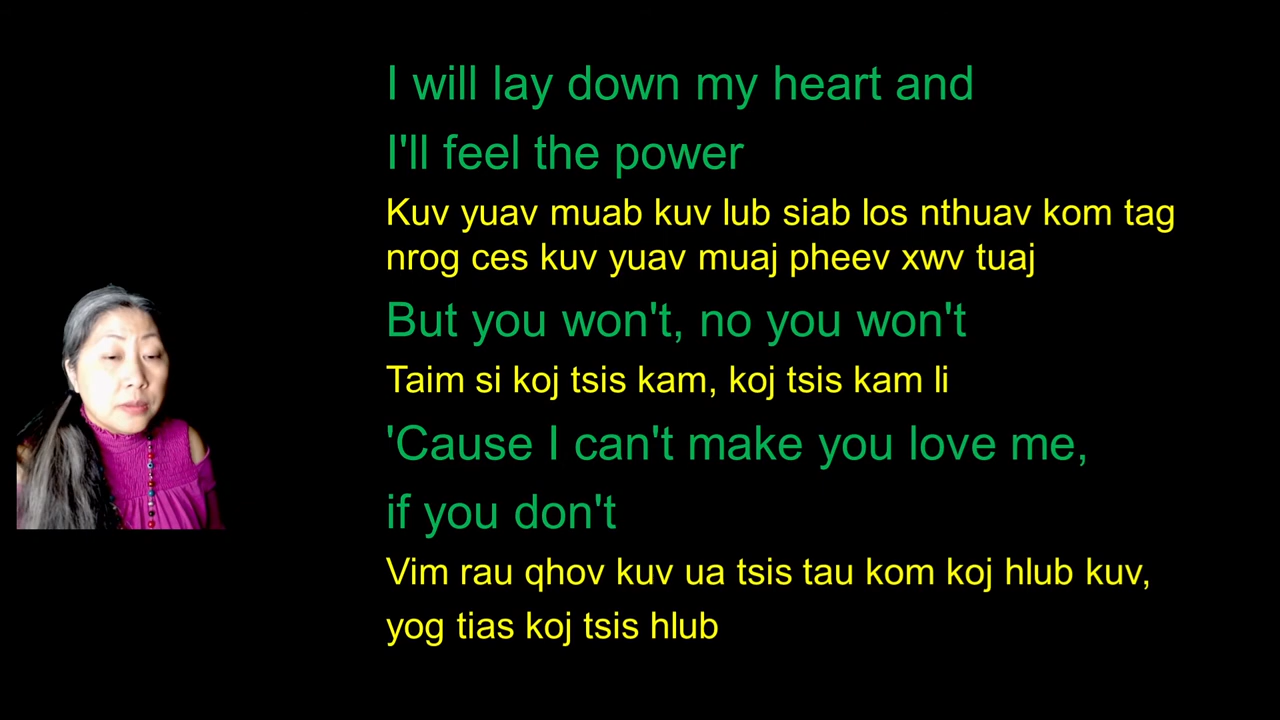 I will lay down my heart and
I'll feel the power
Kuv yuav muab kuv lub siab los nthuav kom tag
nrog ces kuv yuav muaj pheev xwv tuaj
But you won't, no you won't
Taim si koj tsis kam, koj tsis kam li
'Cause I can't make you love me,
if you don't
Vim rau qhov kuv ua tsis tau kom koj hlub kuv,
yog tias koj tsis hlub